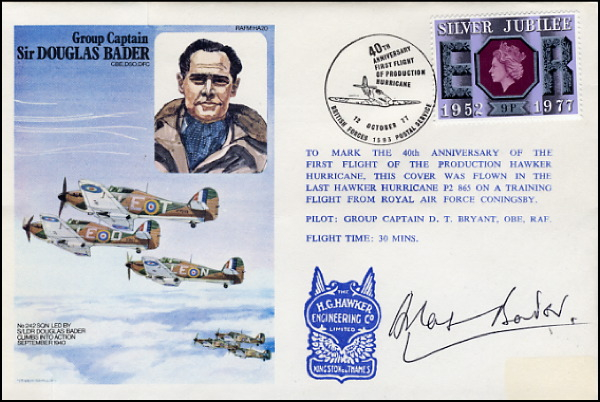 RAFM HA20
Group Captain
Sir DOUGLAS BADER
CBE,DSO,DFC
No.242 SQN LED BY
S/LDR DOUGLAS BADER
CLIMBS INTO ACTION
SEPTEMBER 1940
40TH
ANNIVERSARY
FIRST FLIGHT
OF PRODUCTION
HURRICANE
12 OCTOBER 77
BRITISH FORCES 1593 POSTAL SERVICE
SILVER JUBILEE
E R
1952 9P 1977
TO MARK THE 40th ANNIVERSARY OF THE
FIRST FLIGHT OF THE PRODUCTION HAWKER
HURRICANE, THIS COVER WAS FLOWN IN THE
LAST HAWKER HURRICANE P2 865 ON A TRAINING
FLIGHT FROM ROYAL AIR FORCE CONINGSBY.
PILOT: GROUP CAPTAIN D. T. BRYANT, OBE, RAF.
FLIGHT TIME: 30 MINS.
THE
H.G. HAWKER
ENGINEERING Co
LIMITED
KINGSTON on THAMES
Douglas Bader.
E T
E D
E N